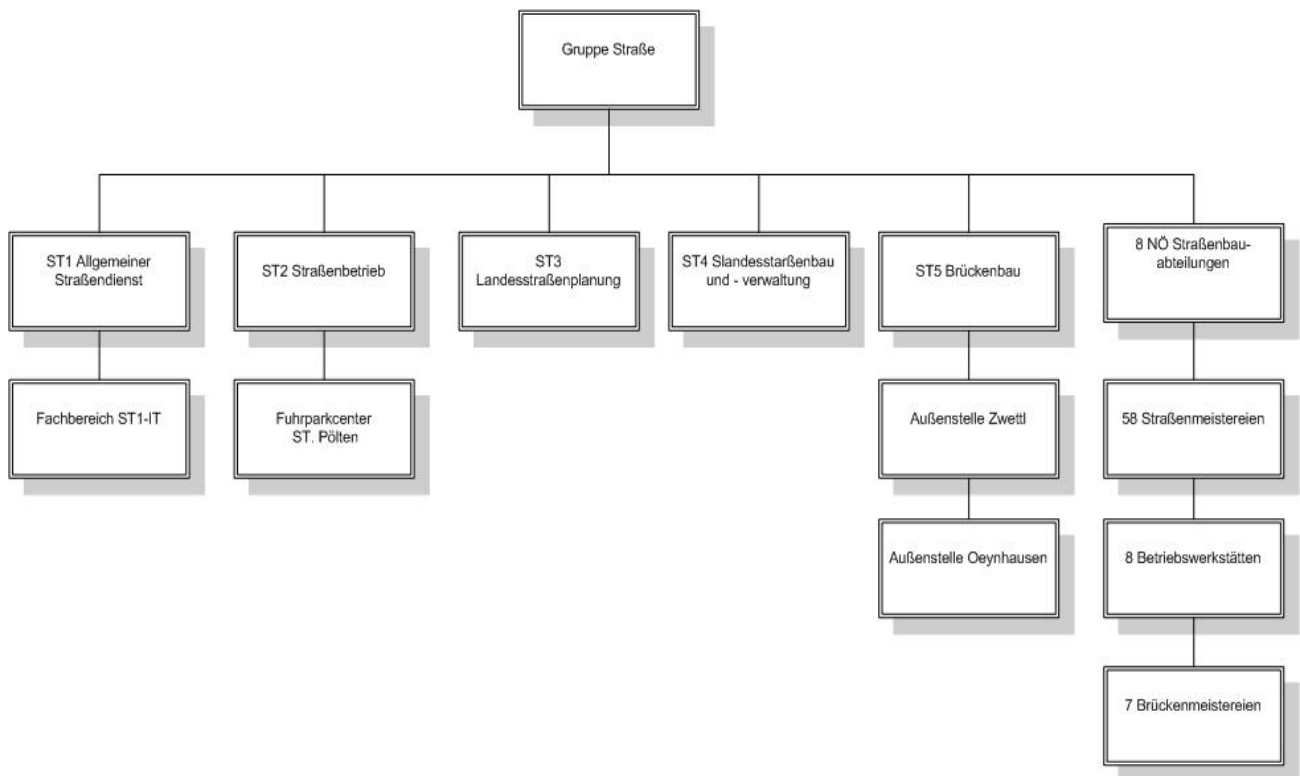 Gruppe Straße
ST1 Allgemeiner
Straßendienst
ST2 Straßenbetrieb
ST3
Landesstraßenplanung
ST4 Slandesstarßenbau
und - verwaltung
ST5 Brückenbau
8 NÖ Straßenbau-
abteilungen
Fachbereich ST1-IT
Fuhrparkcenter
ST. Pölten
Außenstelle Zwettl
58 Straßenmeistereien
Außenstelle Oeynhausen
8 Betriebswerkstätten
7 Brückenmeistereien